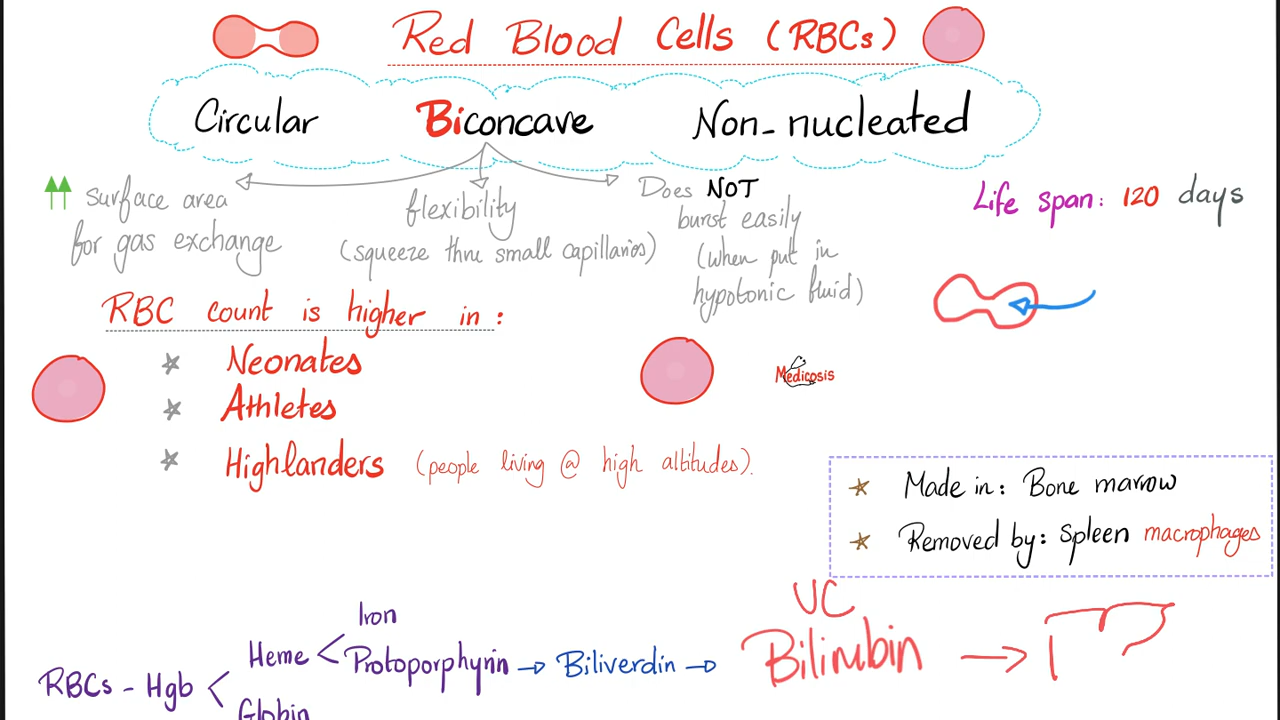 Red Blood Cells (RBCs)
Circular Biconcave Non-nucleated
surface area
for gas exchange
flexibility
(squeeze thru small capillaries)
Does NOT
burst easily
(when put in
hypotonic fluid)
Life span: 120 days
RBC count is higher in:
Neonates
Athletes
Highlanders (people living @ high altitudes).
Medicosis
Made in: Bone marrow
Removed by: Spleen macrophages
RBCs - Hgb
Heme
Globin
Iron
Protoporphyrin → Biliverdin →
UC
Bilirubin →